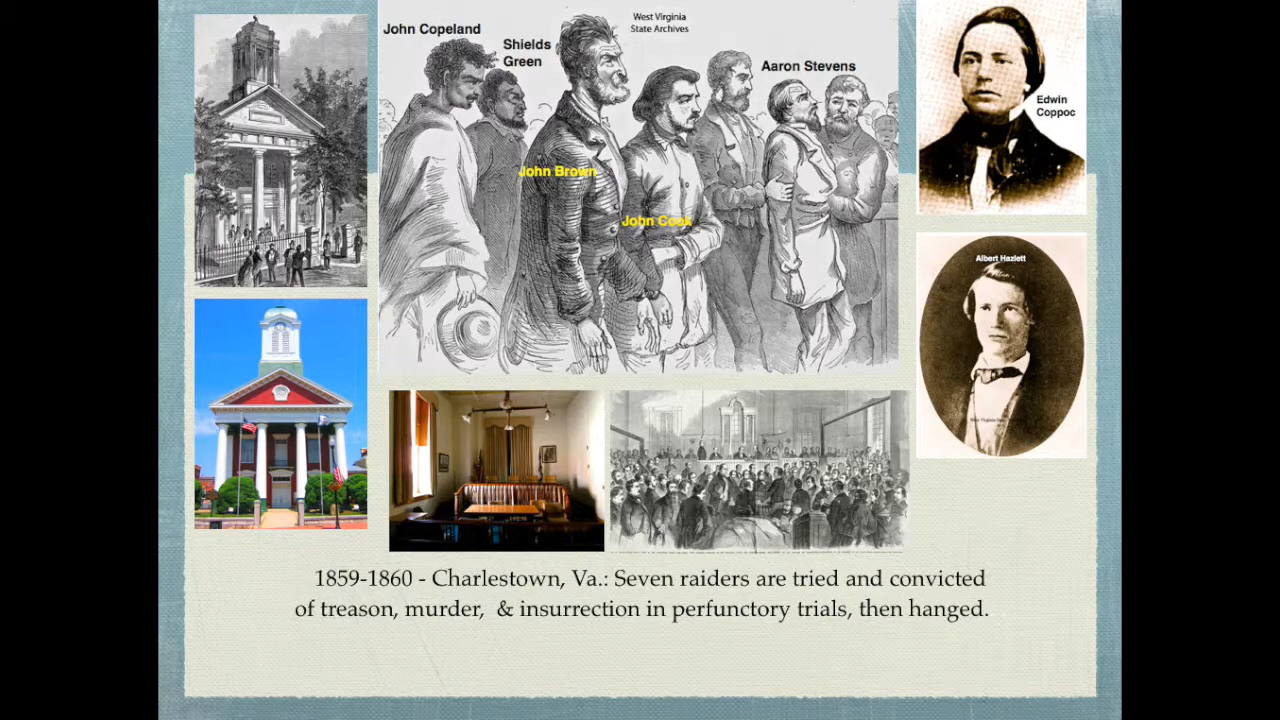 John Copeland
Shields
Green
West Virginia
State Archives
Aaron Stevens
Edwin
Coppoc
John Brown
John Cook
Albert Hazlett
1859-1860 - Charlestown, Va.: Seven raiders are tried and convicted
of treason, murder, & insurrection in perfunctory trials, then hanged.